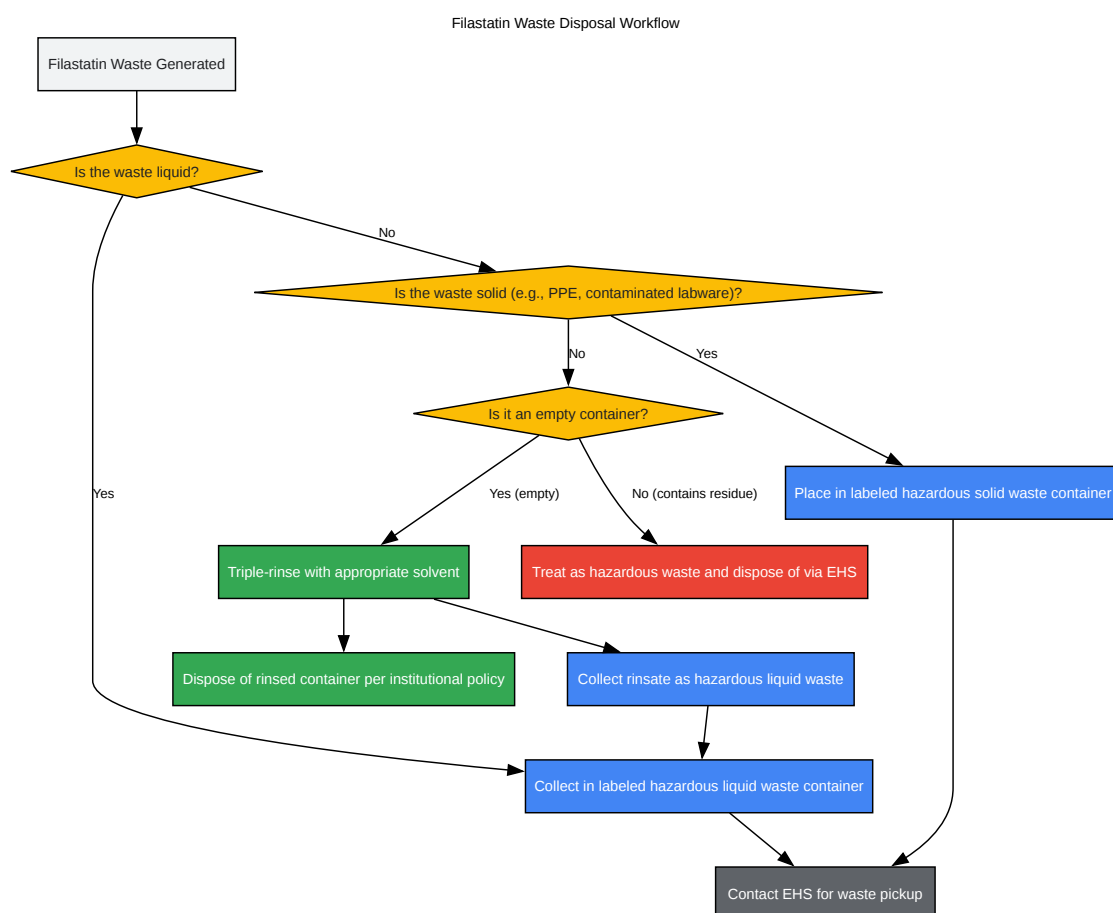 Filastatin Waste Disposal Workflow
Filastatin Waste Generated
Is the waste liquid?
No
Is the waste solid (e.g., PPE, contaminated labware)?
No
Yes
Is it an empty container?
Yes
Yes (empty)
No (contains residue)
Place in labeled hazardous solid waste container
Triple-rinse with appropriate solvent
Treat as hazardous waste and dispose of via EHS
Dispose of rinsed container per institutional policy
Collect rinsate as hazardous liquid waste
Collect in labeled hazardous liquid waste container
Contact EHS for waste pickup